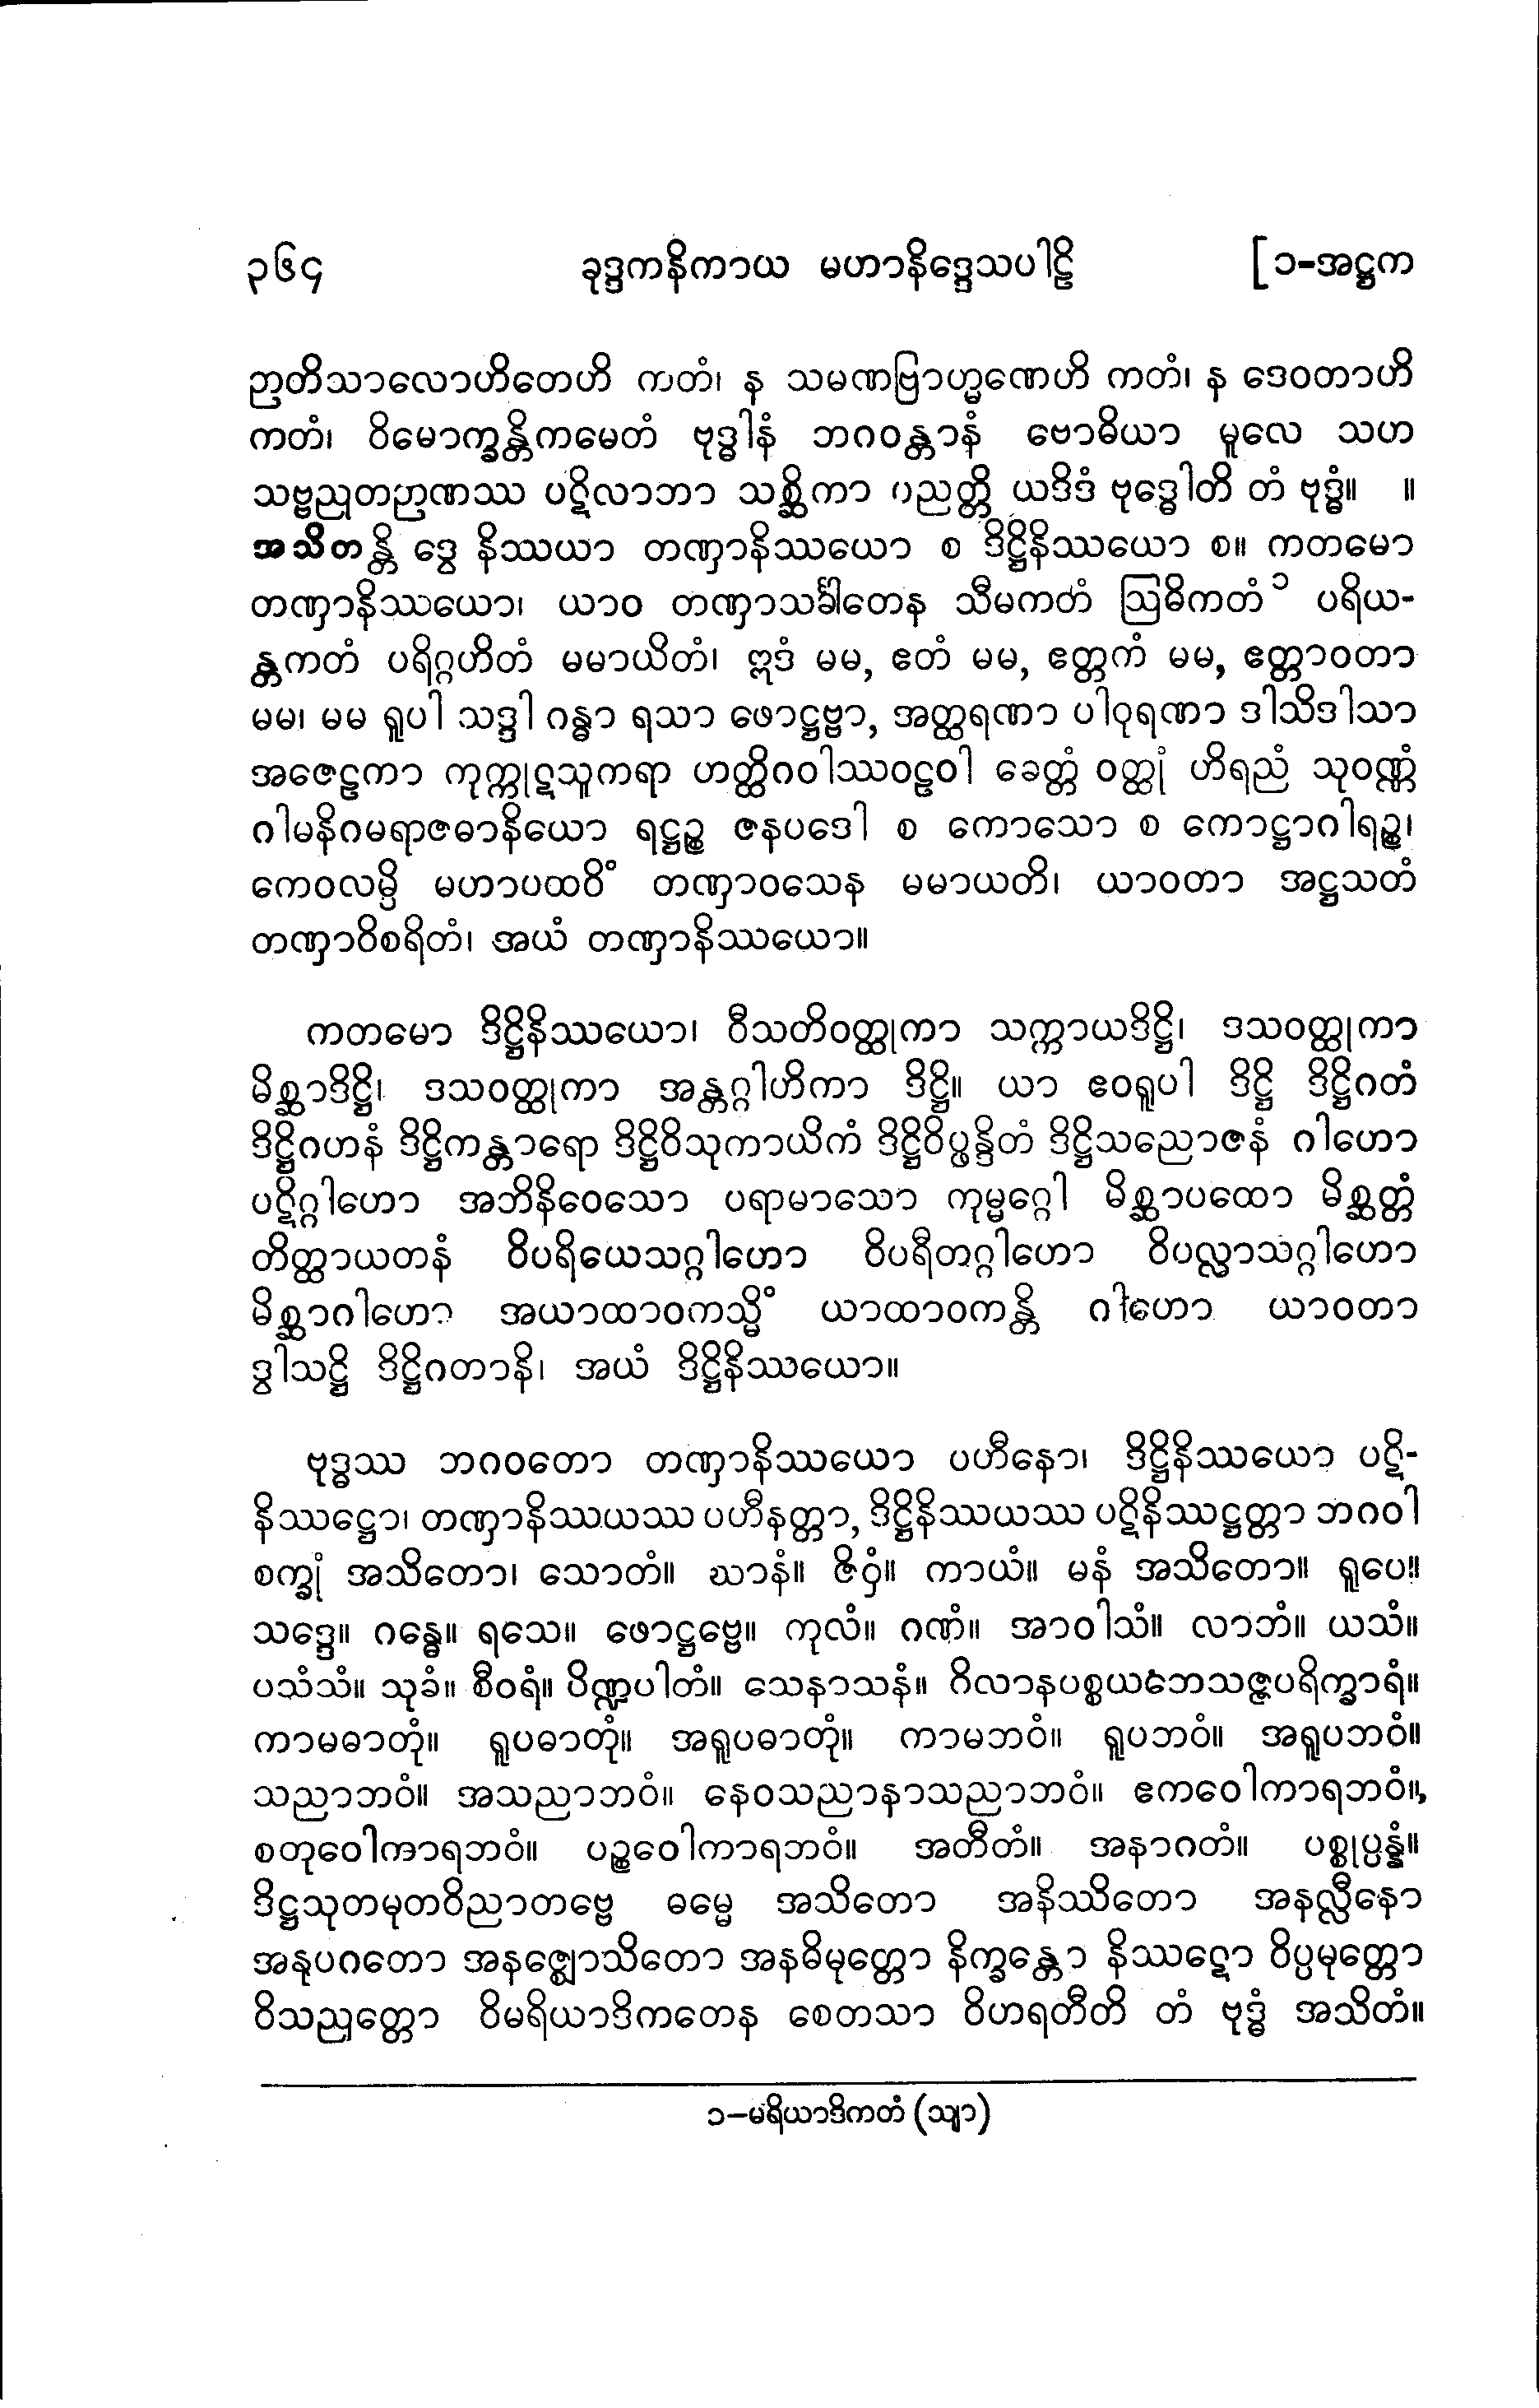 ၃၆၄ ခုဒ္ဒကနိကာယ မဟာနိဒ္ဒေသပါဠိ [၁-အဋ္ဌက
ဉာတိသာလောဟိတေဟိ ကတံ၊ န သမဏဗြာဟ္မဏေဟိ ကတံ၊ န ဒေဝတာဟိ
ကတံ၊ ဝိမောက္ခန္တိကမေတံ ဗုဒ္ဓါနံ ဘဂဝန္တာနံ ဗောဓိယာ မူလေ သဟ
သဗ္ဗညုတဉာဏဿ ပဋိလာဘာ သစ္ဆိကာ ပညတ္တိ ယဒိဒံ ဗုဒ္ဓေါတိ တံ ဗုဒ္ဓံ။ ။
အသိတန္တိ ဒွေ နိဿယာ တဏှာနိဿယော စ ဒိဋ္ဌိနိဿယော စ။ ကတမော
တဏှာနိဿယော၊ ယာဝ တဏှာသင်္ခါတေန သီမကတံ ဩဓိကတံ ၁ ပရိယ-
န္တကတံ ပရိဂ္ဂဟိတံ မမာယိတံ၊ ဣဒံ မမ, ဧတံ မမ, ဧတ္တကံ မမ, ဧတ္တာဝတာ
မမ၊ မမ ရူပါ သဒ္ဒါ ဂန္ဓာ ရသာ ဖောဋ္ဌဗ္ဗာ, အတ္ထရဏာ ပါဝုရဏာ ဒါသိဒါသာ
အဇေဠကာ ကုက္ကုဋသူကရာ ဟတ္ထိဂဝါဿဝဠဝါ ခေတ္တံ ဝတ္ထုံ ဟိရညံ သုဝဏ္ဏံ
ဂါမနိဂမရာဇဓာနိယော ရဋ္ဌဉ္စ ဇနပဒေါ စ ကောသော စ ကောဋ္ဌာဂါရဉ္စ၊
ကေဝလမ္ပိ မဟာပထဝိံ တဏှာဝသေန မမာယတိ၊ ယာဝတာ အဋ္ဌသတံ
တဏှာဝိစရိတံ၊ အယံ တဏှာနိဿယော။
ကတမော ဒိဋ္ဌိနိဿယော၊ ဝီသတိဝတ္ထုကာ သက္ကာယဒိဋ္ဌိ၊ ဒသဝတ္ထုကာ
မိစ္ဆာဒိဋ္ဌိ၊ ဒသဝတ္ထုကာ အန္တဂ္ဂါဟိကာ ဒိဋ္ဌိ။ ယာ ဧဝရူပါ ဒိဋ္ဌိ ဒိဋ္ဌိဂတံ
ဒိဋ္ဌိဂဟနံ ဒိဋ္ဌိကန္တာရော ဒိဋ္ဌိဝိသုကာယိကံ ဒိဋ္ဌိဝိပ္ဖန္ဒိတံ ဒိဋ္ဌိသညောဇနံ ဂါဟော
ပဋိဂ္ဂါဟော အဘိနိဝေသော ပရာမာသော ကုမ္မဂ္ဂေါ မိစ္ဆာပထော မိစ္ဆတ္တံ
တိတ္ထာယတနံ ဝိပရိယေသဂ္ဂါဟော ဝိပရီတဂ္ဂါဟော ဝိပလ္လာသဂ္ဂါဟော
မိစ္ဆာဂါဟော အယာထာဝကသ္မိံ ယာထာဝကန္တိ ဂါဟော ယာဝတာ
ဒွါသဋ္ဌိ ဒိဋ္ဌိဂတာနိ၊ အယံ ဒိဋ္ဌိနိဿယော။
ဗုဒ္ဓဿ ဘဂဝတော တဏှာနိဿယော ပဟီနော၊ ဒိဋ္ဌိနိဿယော ပဋိ-
နိဿဋ္ဌော၊ တဏှာနိဿယဿ ပဟီနတ္တာ, ဒိဋ္ဌိနိဿယဿ ပဋိနိဿဋ္ဌတ္တာ ဘဂဝါ
စက္ခုံ အသိတော၊ သောတံ။ ဃာနံ။ ဇိဝှံ။ ကာယံ။ မနံ အသိတော။ ရူပေ။
သဒ္ဒေ။ ဂန္ဓေ။ ရသေ။ ဖောဋ္ဌဗ္ဗေ။ ကုလံ။ ဂဏံ။ အာဝါသံ။ လာဘံ။ ယသံ။
ပသံသံ။ သုခံ။ စီဝရံ။ ပိဏ္ဍပါတံ။ သေနာသနံ။ ဂိလာနပစ္စယဘေသဇ္ဇပရိက္ခာရံ။
ကာမဓာတုံ။ ရူပဓာတုံ။ အရူပဓာတုံ။ ကာမဘဝံ။ ရူပဘဝံ။ အရူပဘဝံ။
သညာဘဝံ။ အသညာဘဝံ။ နေဝသညာနာသညာဘဝံ။ ဧကဝေါကာရဘဝံ။,
စတုဝေါကာရဘဝံ။ ပဉ္စဝေါကာရဘဝံ။ အတီတံ။ အနာဂတံ။ ပစ္စုပ္ပန္နံ။
ဒိဋ္ဌသုတမုတဝိညာတဗ္ဗေ ဓမ္မေ အသိတော အနိဿိတော အနလ္လီနော
အနုပဂတော အနဇ္ဈောသိတော အနဓိမုတ္တော နိက္ခန္တော နိဿဋော ဝိပ္ပမုတ္တော
ဝိသညုတ္တော ဝိမရိယာဒိကတေန စေတသာ ဝိဟရတီတိ တံ ဗုဒ္ဓံ အသိတံ။
၁–မရိယာဒိကတံ (သျာ)